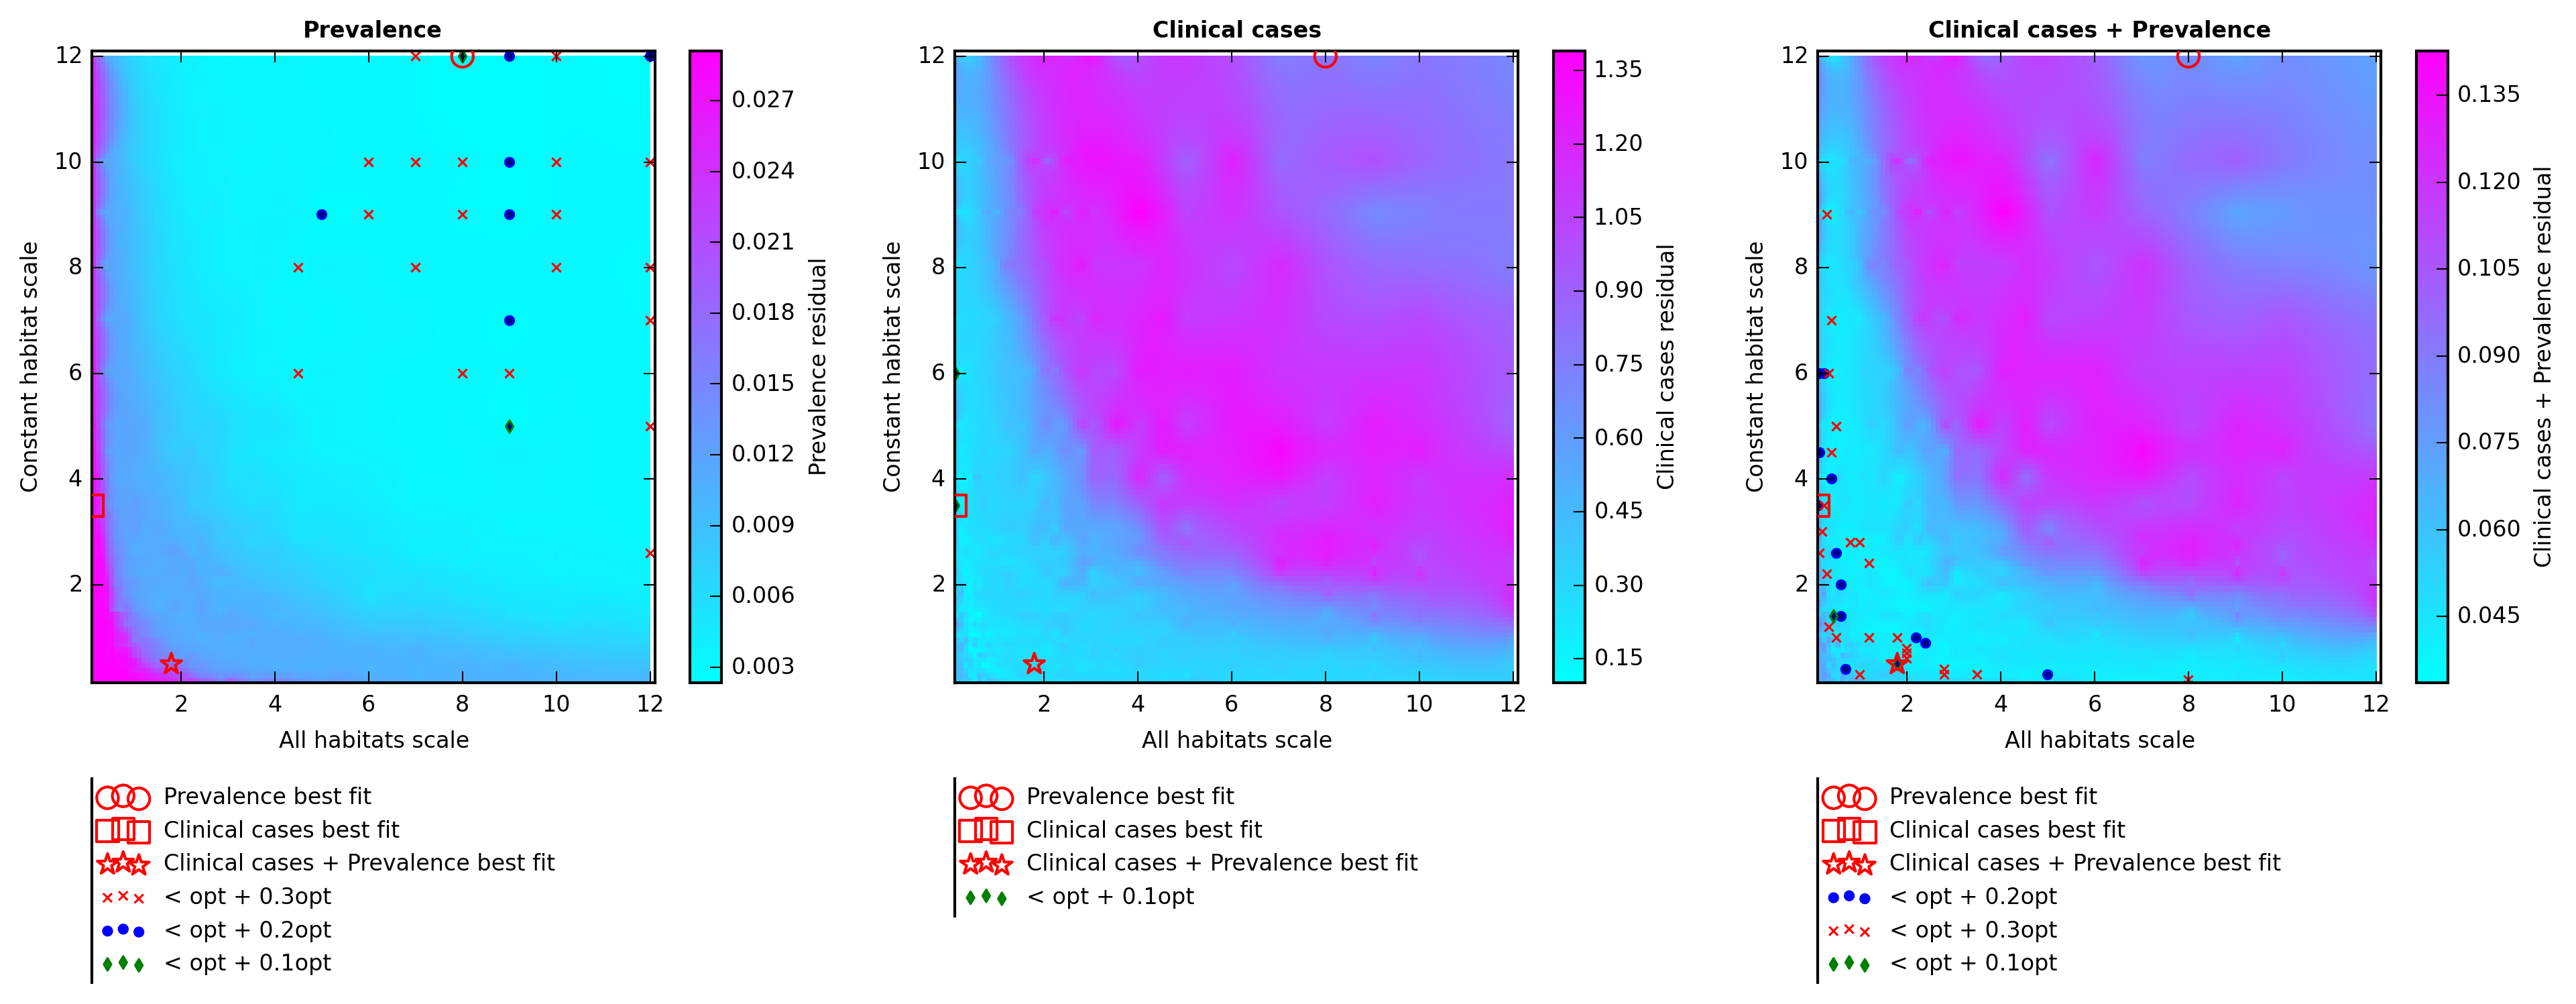 Prevalence
12
10
8
6
4
2
Constant habitat scale
2 4 6 8 10 12
All habitats scale
0.027
0.024
0.021
0.018
0.015
0.012
0.009
0.006
0.003
Prevalence residual
Prevalence best fit
Clinical cases best fit
Clinical cases + Prevalence best fit
< opt + 0.3opt
< opt + 0.2opt
< opt + 0.1opt
Clinical cases
12
10
8
6
4
2
Constant habitat scale
2 4 6 8 10 12
All habitats scale
1.35
1.20
1.05
0.90
0.75
0.60
0.45
0.30
0.15
Clinical cases residual
Prevalence best fit
Clinical cases best fit
Clinical cases + Prevalence best fit
< opt + 0.1opt
Clinical cases + Prevalence
12
10
8
6
4
2
Constant habitat scale
2 4 6 8 10 12
All habitats scale
0.135
0.120
0.105
0.090
0.075
0.060
0.045
Clinical cases + Prevalence residual
Prevalence best fit
Clinical cases best fit
Clinical cases + Prevalence best fit
< opt + 0.2opt
< opt + 0.3opt
< opt + 0.1opt